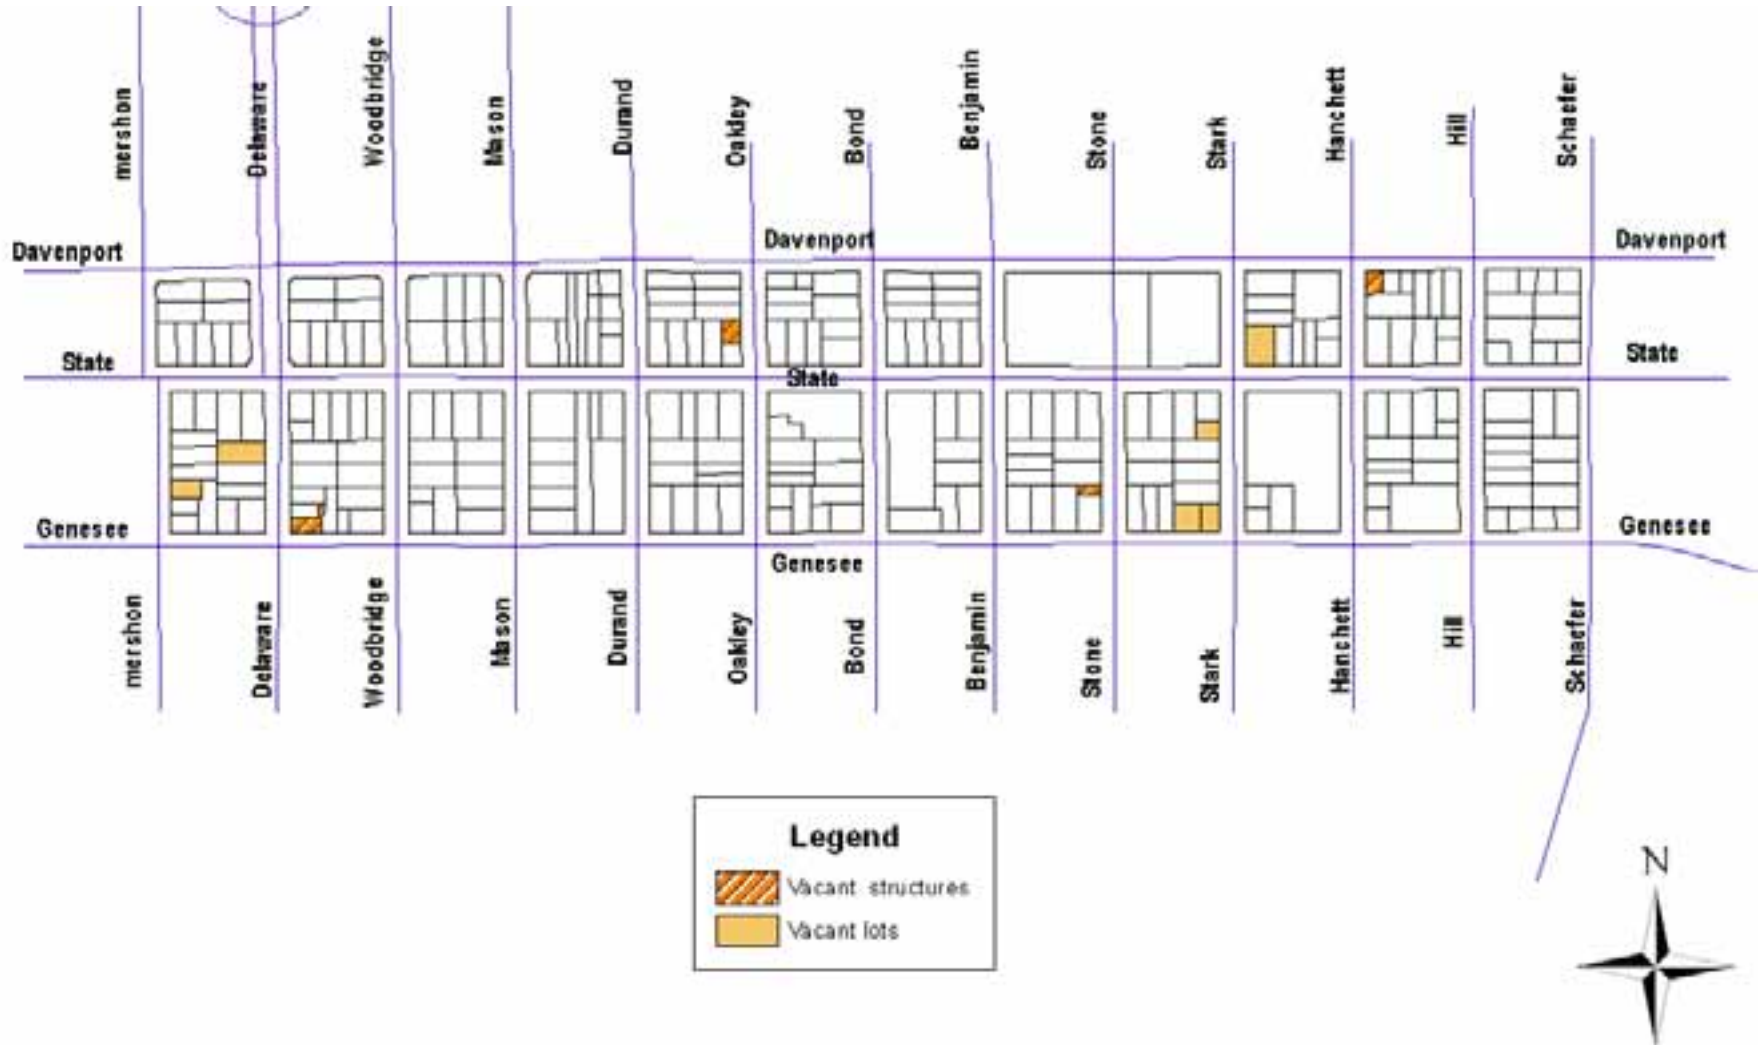 mershon
Delaware
Woodbridge
Mason
Durand
Oakley
Bond
Benjamin
Stone
Stark
Hanchett
Hill
Schaefer
Davenport
Davenport
Davenport
State
State
State
Genesee
Genesee
Genesee
mershon
Delaware
Woodbridge
Mason
Durand
Oakley
Bond
Benjamin
Stone
Stark
Hanchett
Hill
Schaefer
Legend
Vacant structures
Vacant lots
N